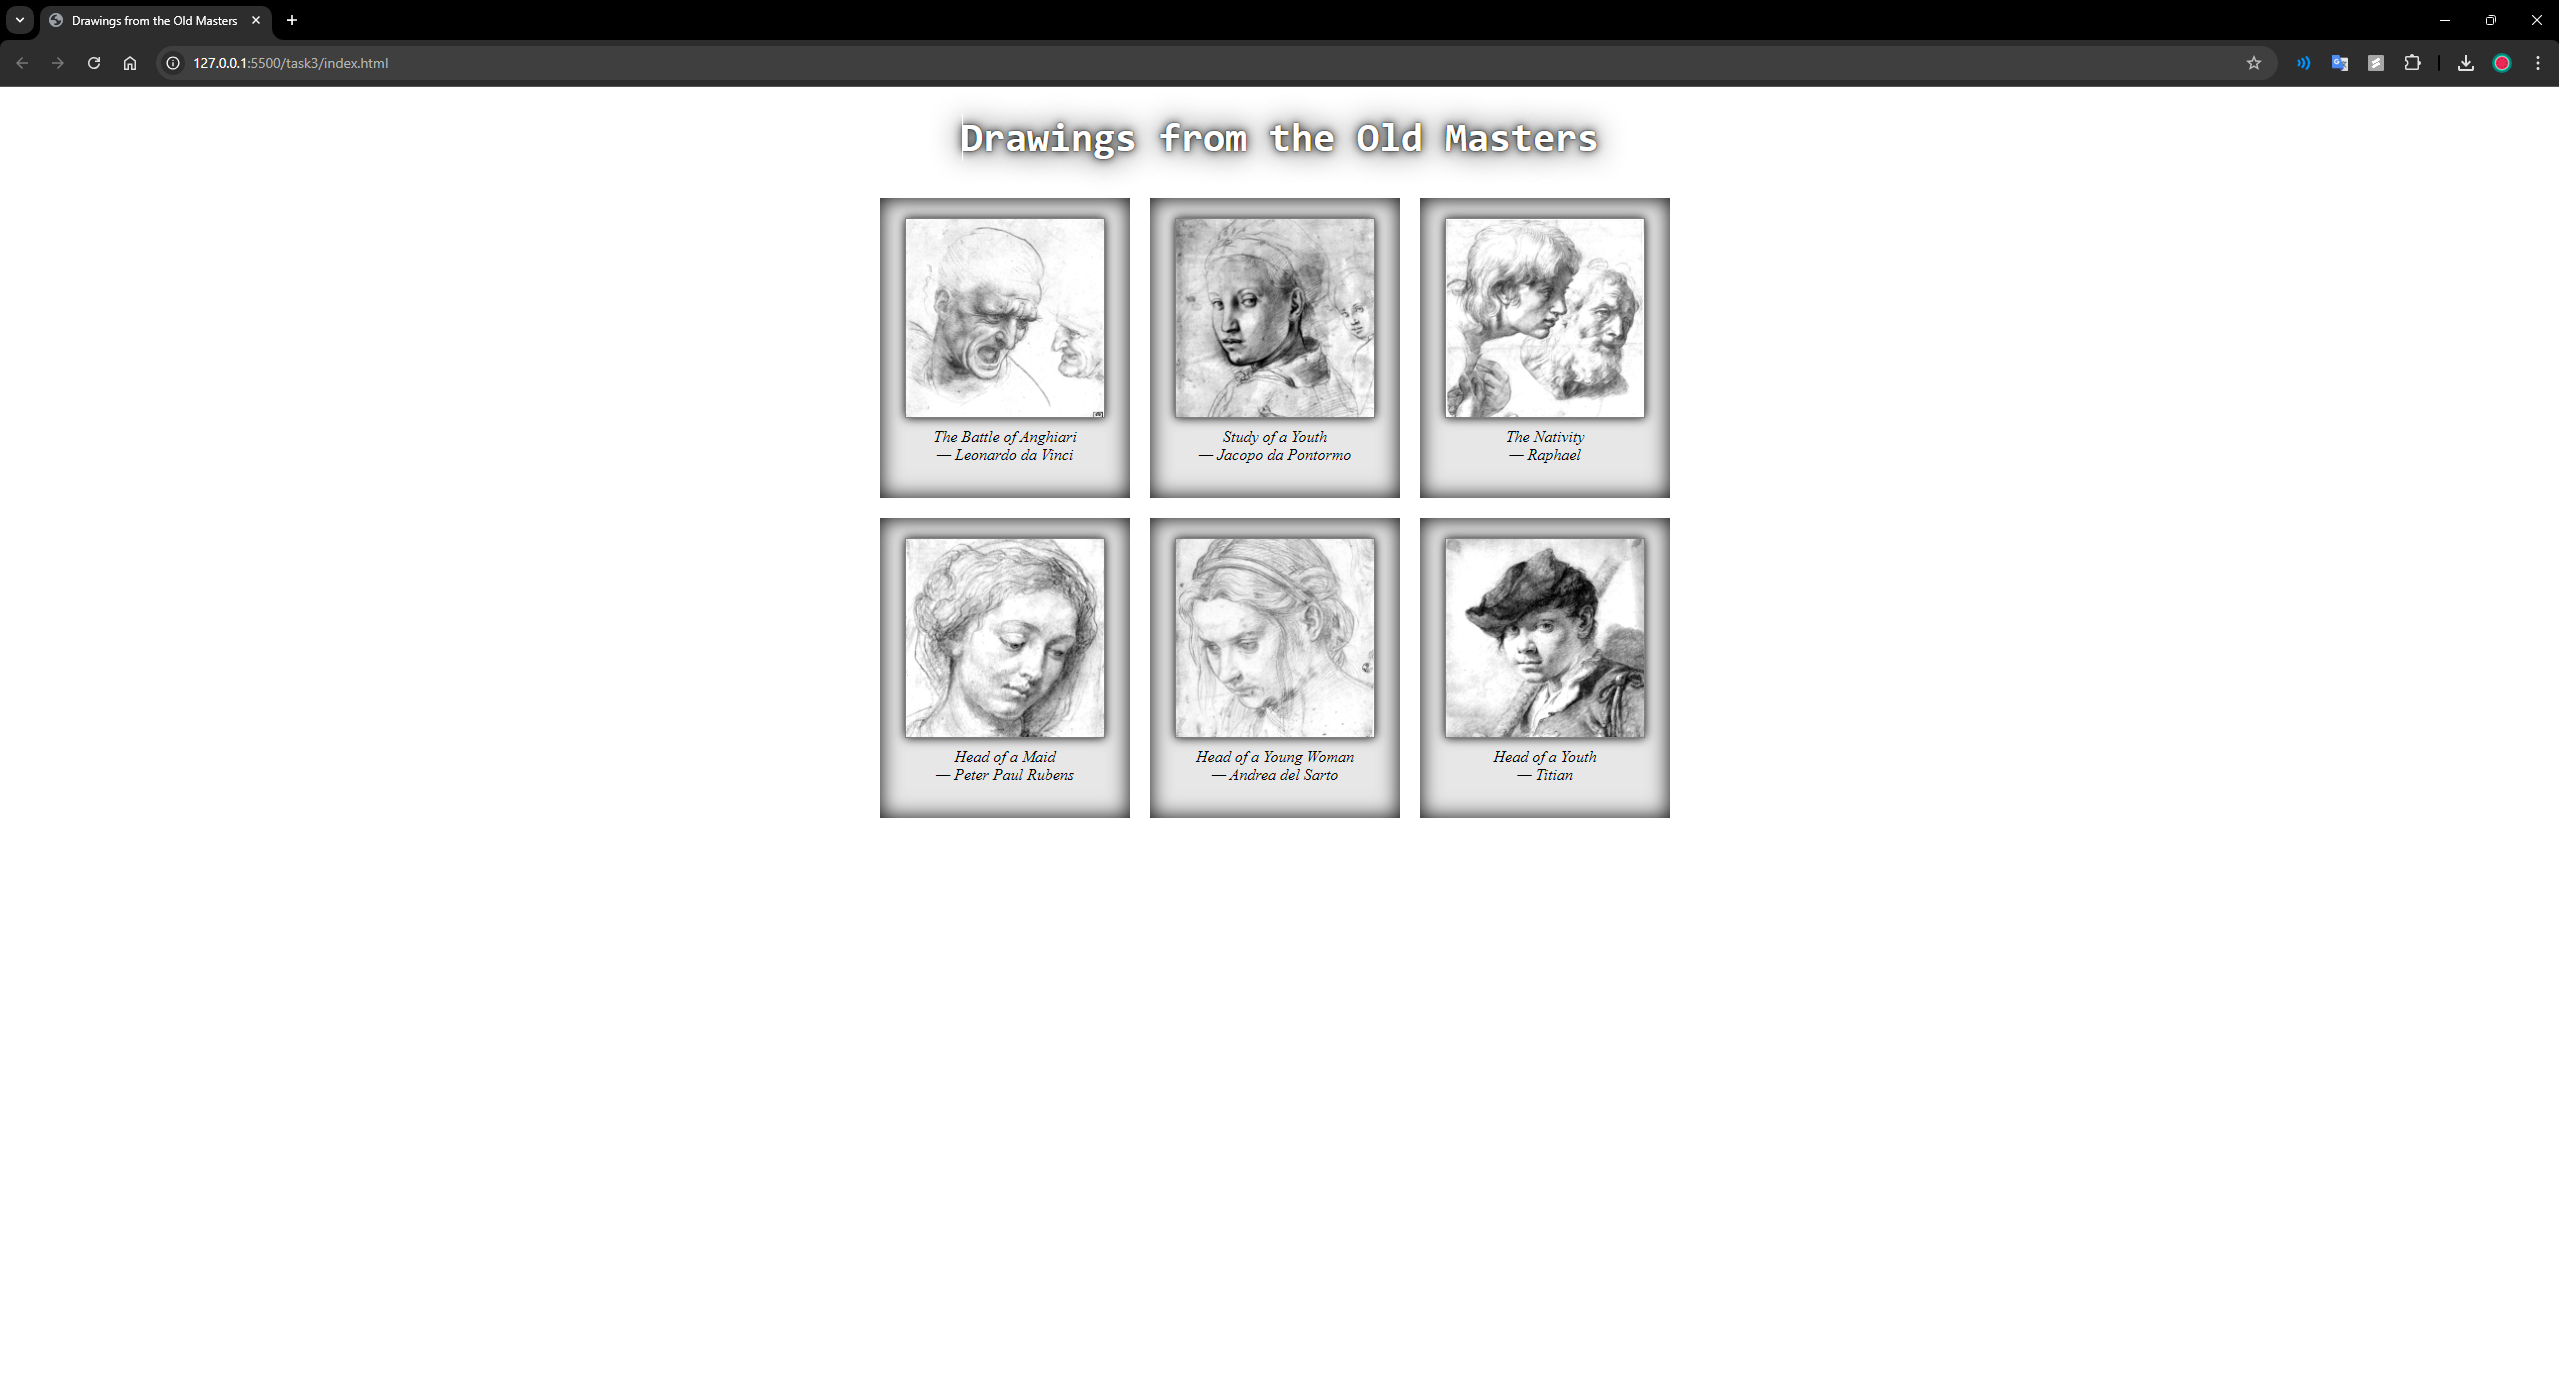 Drawings from the Old Masters
127.0.0.1:5500/task3/index.html
Drawings from the Old Masters
The Battle of Anghiari
— Leonardo da Vinci
Study of a Youth
— Jacopo da Pontormo
The Nativity
— Raphael
Head of a Maid
— Peter Paul Rubens
Head of a Young Woman
— Andrea del Sarto
Head of a Youth
— Titian